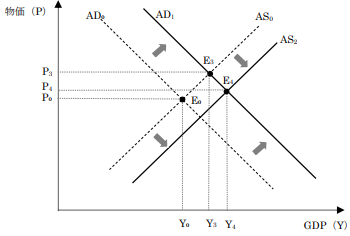 物価（P）
AD₀
AD₁
AS₀
AS₂
E₃
E₄
E₀
P₃
P₄
P₀
Y₀
Y₃
Y₄
GDP（Y）